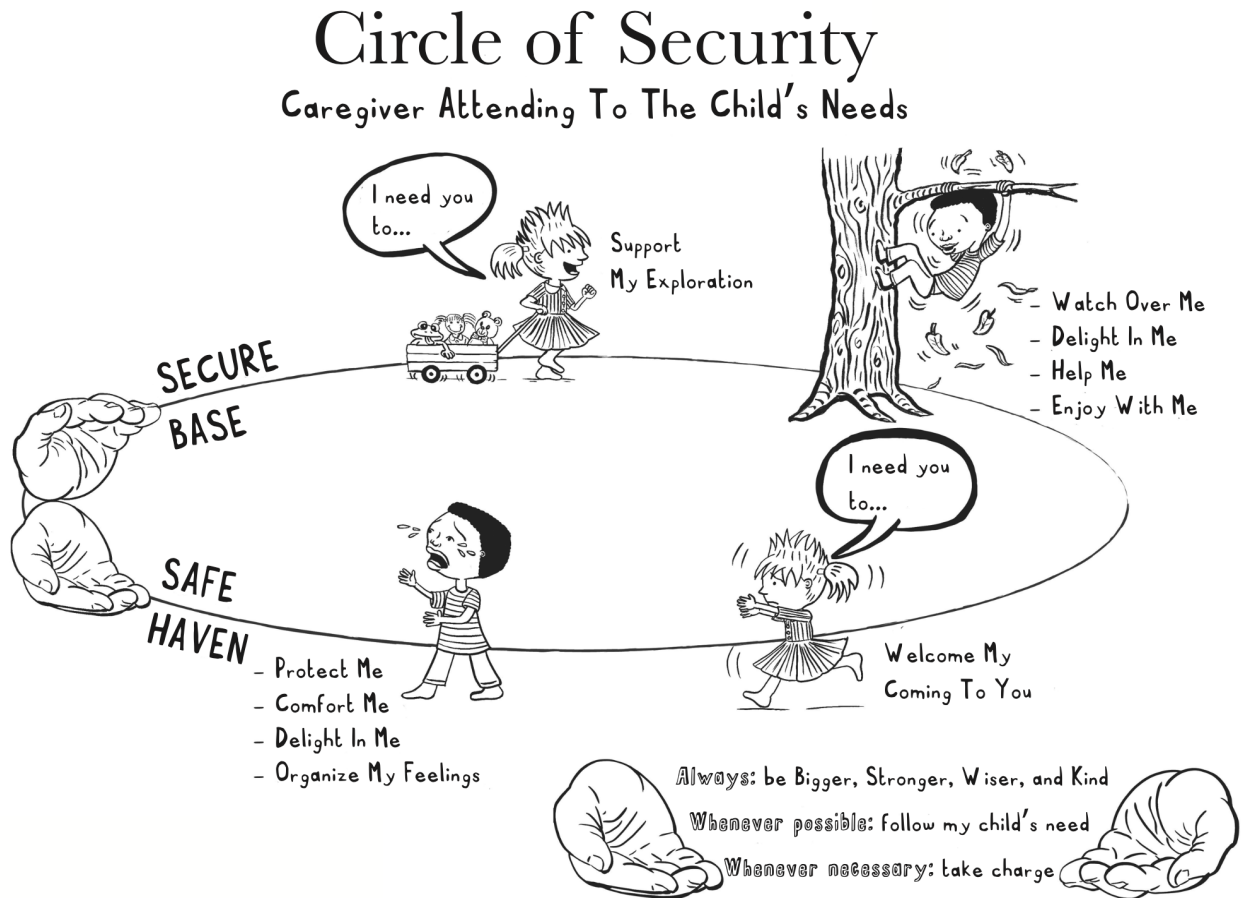 Circle of Security
Caregiver Attending To The Child's Needs
I need you
to...
Support
My Exploration
- Watch Over Me
- Delight In Me
- Help Me
- Enjoy With Me
SECURE
BASE
I need you
to...
Welcome My
Coming To You
SAFE
HAVEN
- Protect Me
- Comfort Me
- Delight In Me
- Organize My Feelings
Always: be Bigger, Stronger, Wiser, and Kind
Whenever possible: follow my child's need
Whenever necessary: take charge